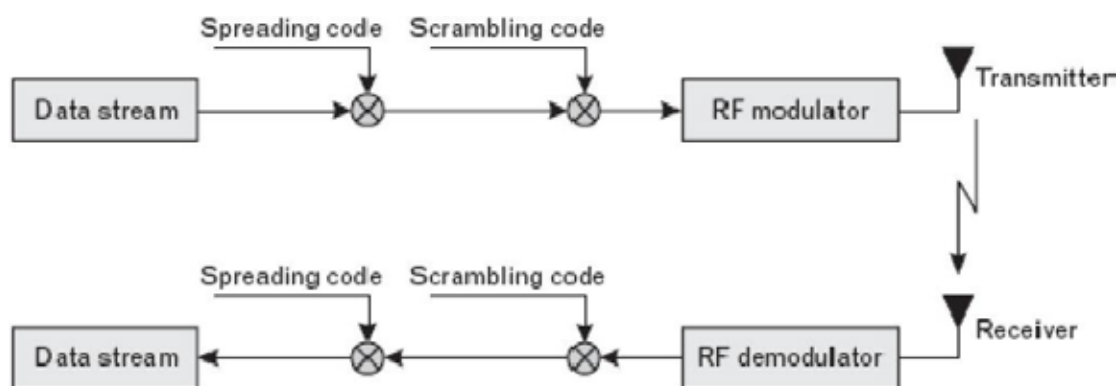 Spreading code Scrambling code
Data stream RF modulator Transmitter
Spreading code Scrambling code
Data stream RF demodulator Receiver